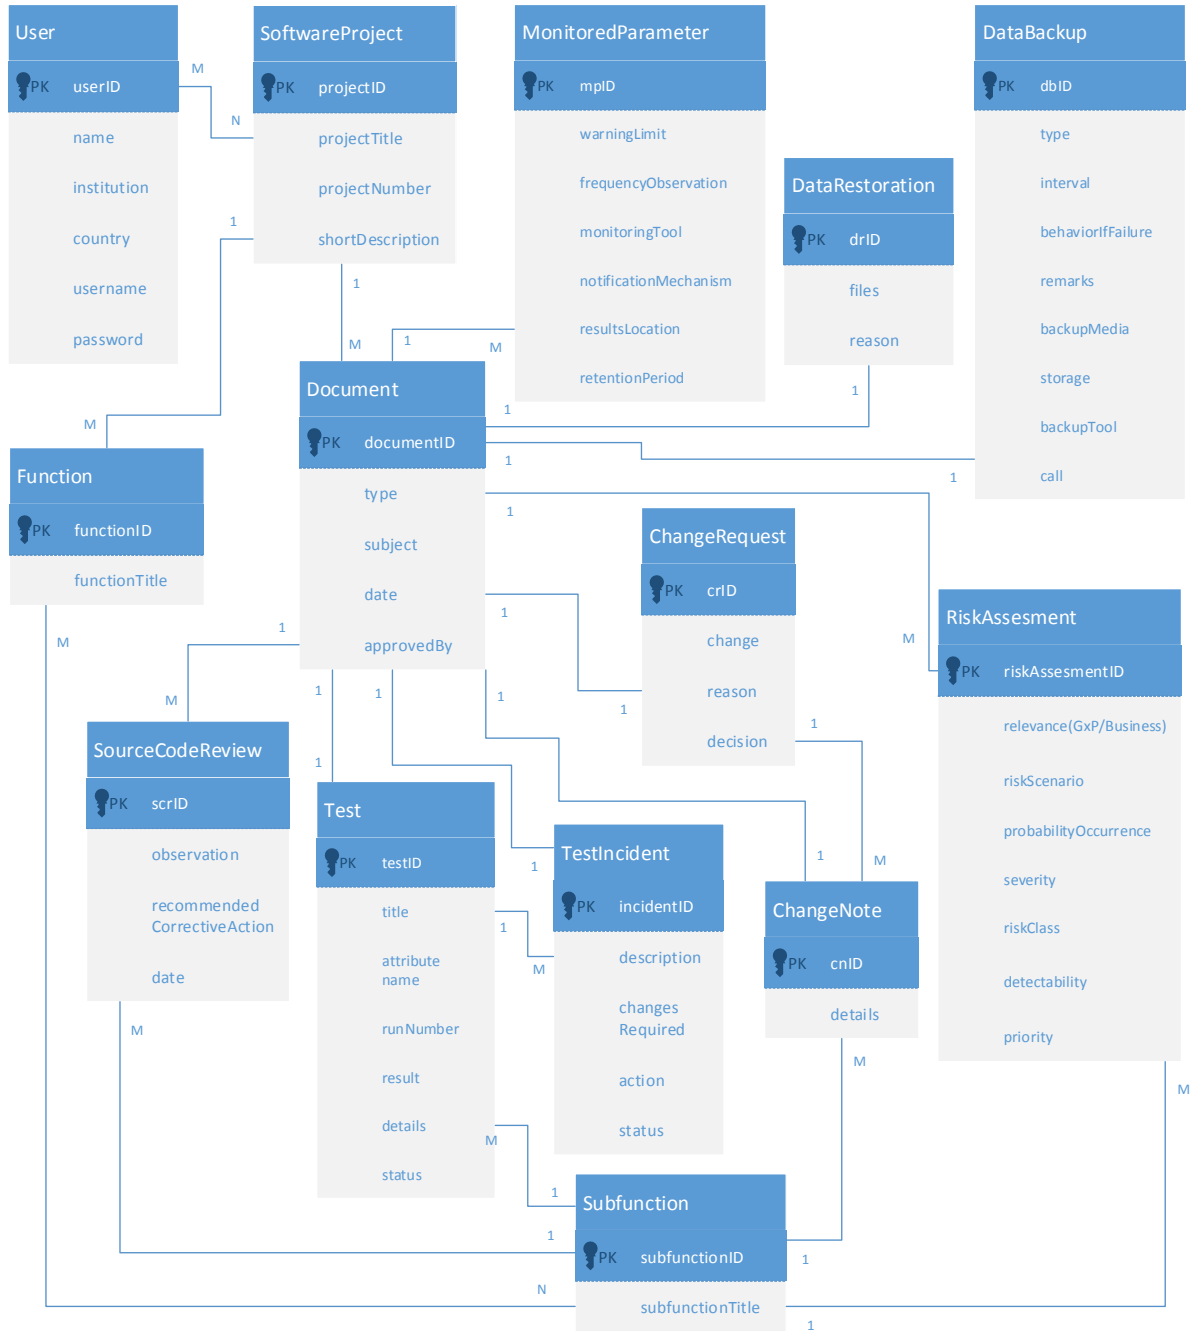 User
PK userID
name
institution
country
username
password
SoftwareProject
PK projectID
projectTitle
projectNumber
shortDescription
MonitoredParameter
PK mpID
warningLimit
frequencyObservation
monitoringTool
notificationMechanism
resultsLocation
retentionPeriod
DataBackup
PK dbID
type
interval
behaviorIfFailure
remarks
backupMedia
storage
backupTool
call
DataRestoration
PK drID
files
reason
M
N
1
M
1
M
1
M
1
1
1
1
Document
PK documentID
type
subject
date
approvedBy
Function
PK functionID
functionTitle
ChangeRequest
PK crID
change
reason
decision
RiskAssesment
PK riskAssesmentID
relevance(GxP/Business)
riskScenario
probabilityOccurrence
severity
riskClass
detectability
priority
1
M
1
1
M
1
M
1
1
1
1
1
1
1
M
SourceCodeReview
PK scrID
observation
recommended
CorrectiveAction
date
Test
PK testID
title
attribute
name
runNumber
result
details
status
TestIncident
PK incidentID
description
changes
Required
action
status
ChangeNote
PK cnID
details
1
M
M
1
M
1
M
1
N
M
1
Subfunction
PK subfunctionID
subfunctionTitle